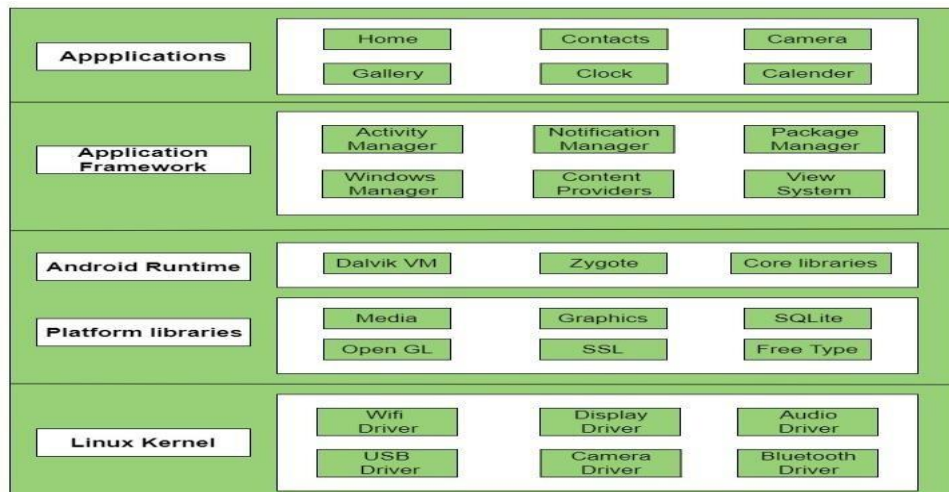 Appplications
Home
Contacts
Camera
Gallery
Clock
Calender
Application
Framework
Activity
Manager
Notification
Manager
Package
Manager
Windows
Manager
Content
Providers
View
System
Android Runtime
Dalvik VM
Zygote
Core libraries
Platform libraries
Media
Graphics
SQLite
Open GL
SSL
Free Type
Linux Kernel
Wifi
Driver
Display
Driver
Audio
Driver
USB
Driver
Camera
Driver
Bluetooth
Driver